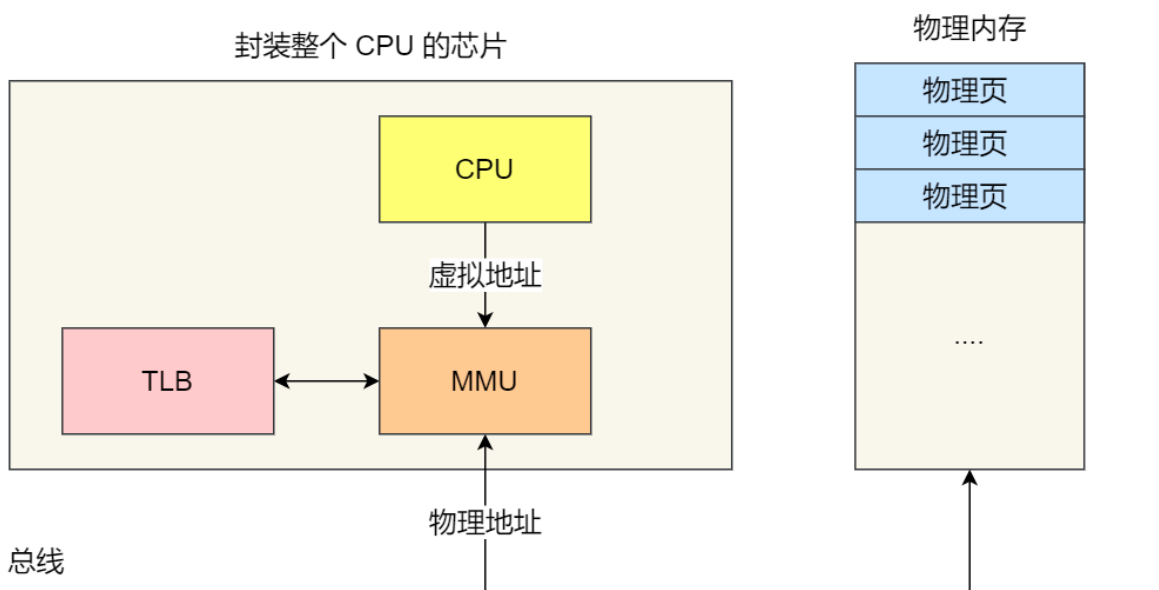 封装整个 CPU 的芯片
物理内存
物理页
物理页
物理页
....
CPU
虚拟地址
TLB
MMU
物理地址
总线